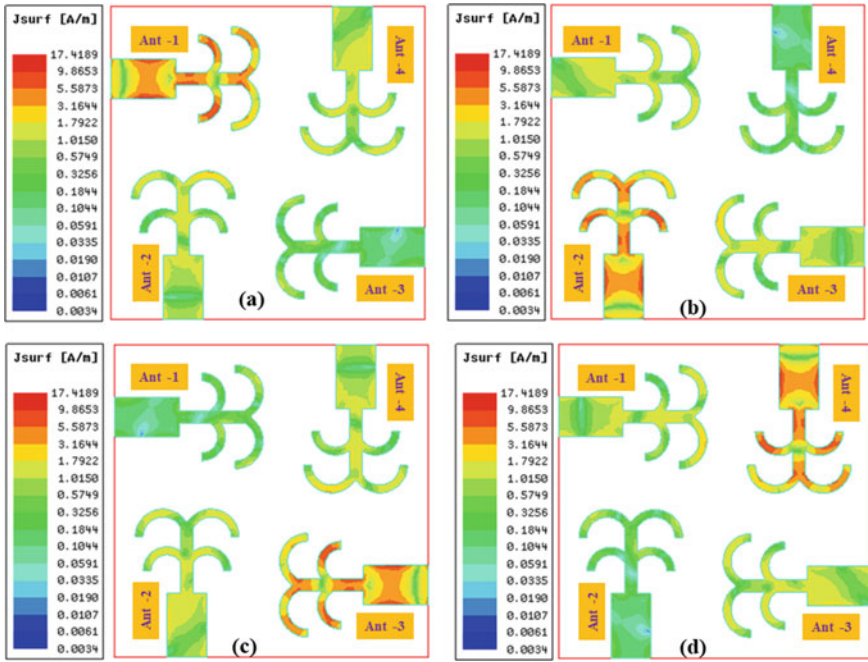 Jsurf [A/m]
17.4189
9.8653
5.5873
3.1644
1.7922
1.0150
0.5749
0.3256
0.1844
0.1044
0.0591
0.0335
0.0190
0.0107
0.0061
0.0034
Ant -1
Ant -4
Ant -2
Ant -3
(a)
Jsurf [A/m]
17.4189
9.8653
5.5873
3.1644
1.7922
1.0150
0.5749
0.3256
0.1844
0.1044
0.0591
0.0335
0.0190
0.0107
0.0061
0.0034
Ant -1
Ant -4
Ant -2
Ant -3
(b)
Jsurf [A/m]
17.4189
9.8653
5.5873
3.1644
1.7922
1.0150
0.5749
0.3256
0.1844
0.1044
0.0591
0.0335
0.0190
0.0107
0.0061
0.0034
Ant -1
Ant -4
Ant -2
Ant -3
(c)
Jsurf [A/m]
17.4189
9.8653
5.5873
3.1644
1.7922
1.0150
0.5749
0.3256
0.1844
0.1044
0.0591
0.0335
0.0190
0.0107
0.0061
0.0034
Ant -1
Ant -4
Ant -2
Ant -3
(d)